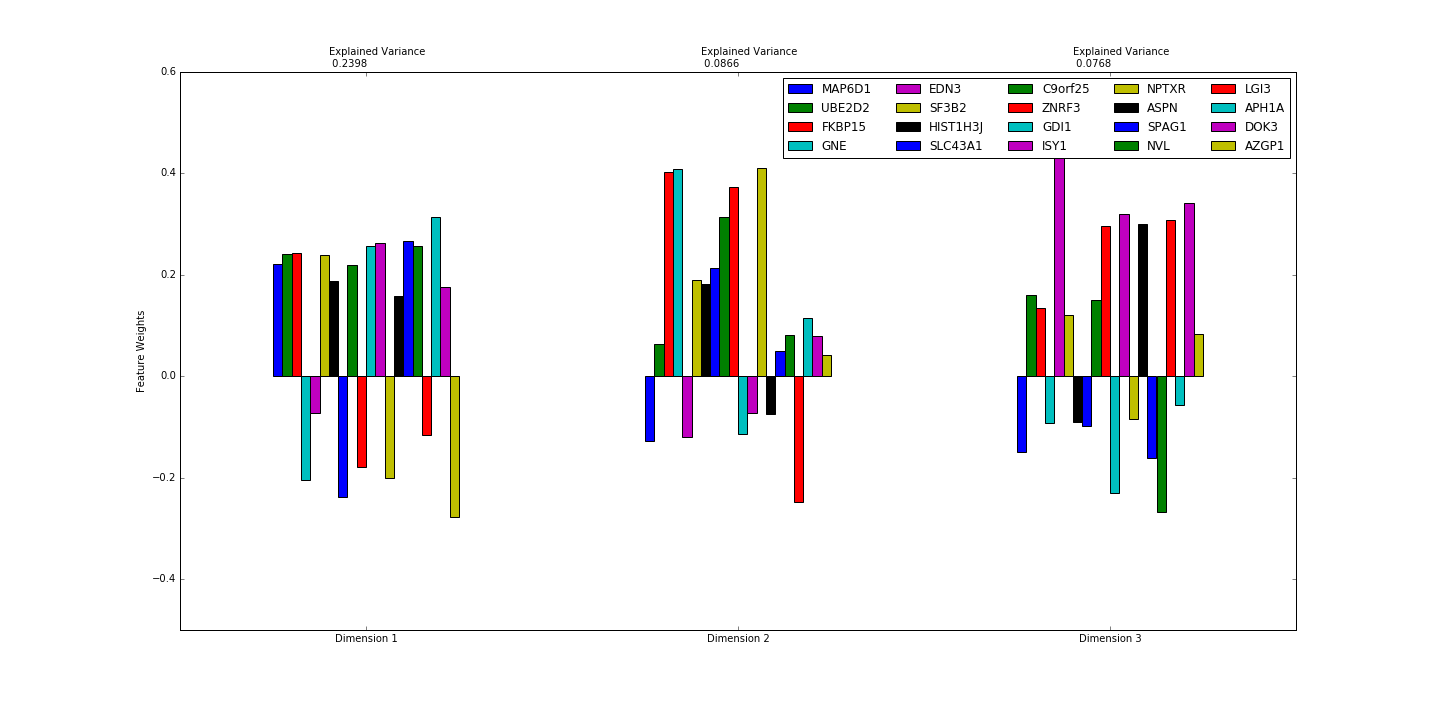 Explained Variance
0.2398
Explained Variance
0.0866
Explained Variance
0.0768
0.6
0.4
0.2
0.0
−0.2
−0.4
Feature Weights
MAP6D1 EDN3 C9orf25 NPTXR LGI3
UBE2D2 SF3B2 ZNRF3 ASPN APH1A
FKBP15 HIST1H3J GDI1 SPAG1 DOK3
GNE SLC43A1 ISY1 NVL AZGP1
Dimension 1 Dimension 2 Dimension 3